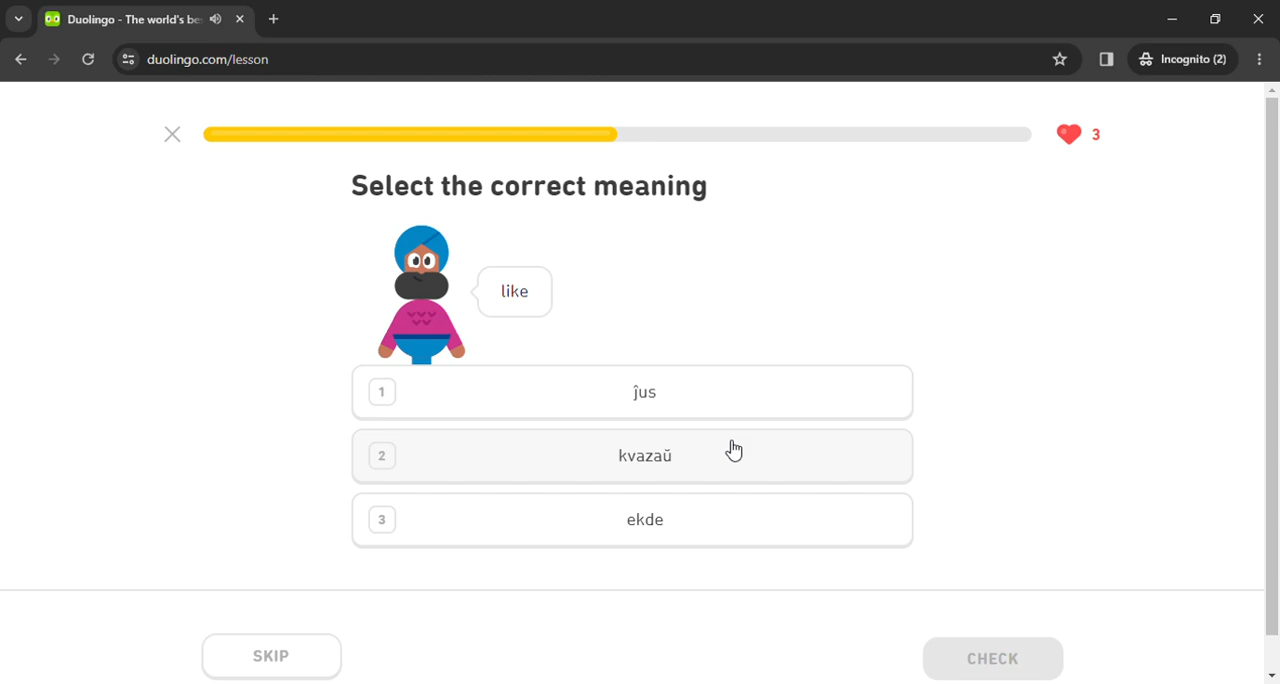 Duolingo - The world's be
duolingo.com/lesson
Incognito (2)
3
Select the correct meaning
like
1 ĵus
2 kvazaŭ
3 ekde
SKIP
CHECK